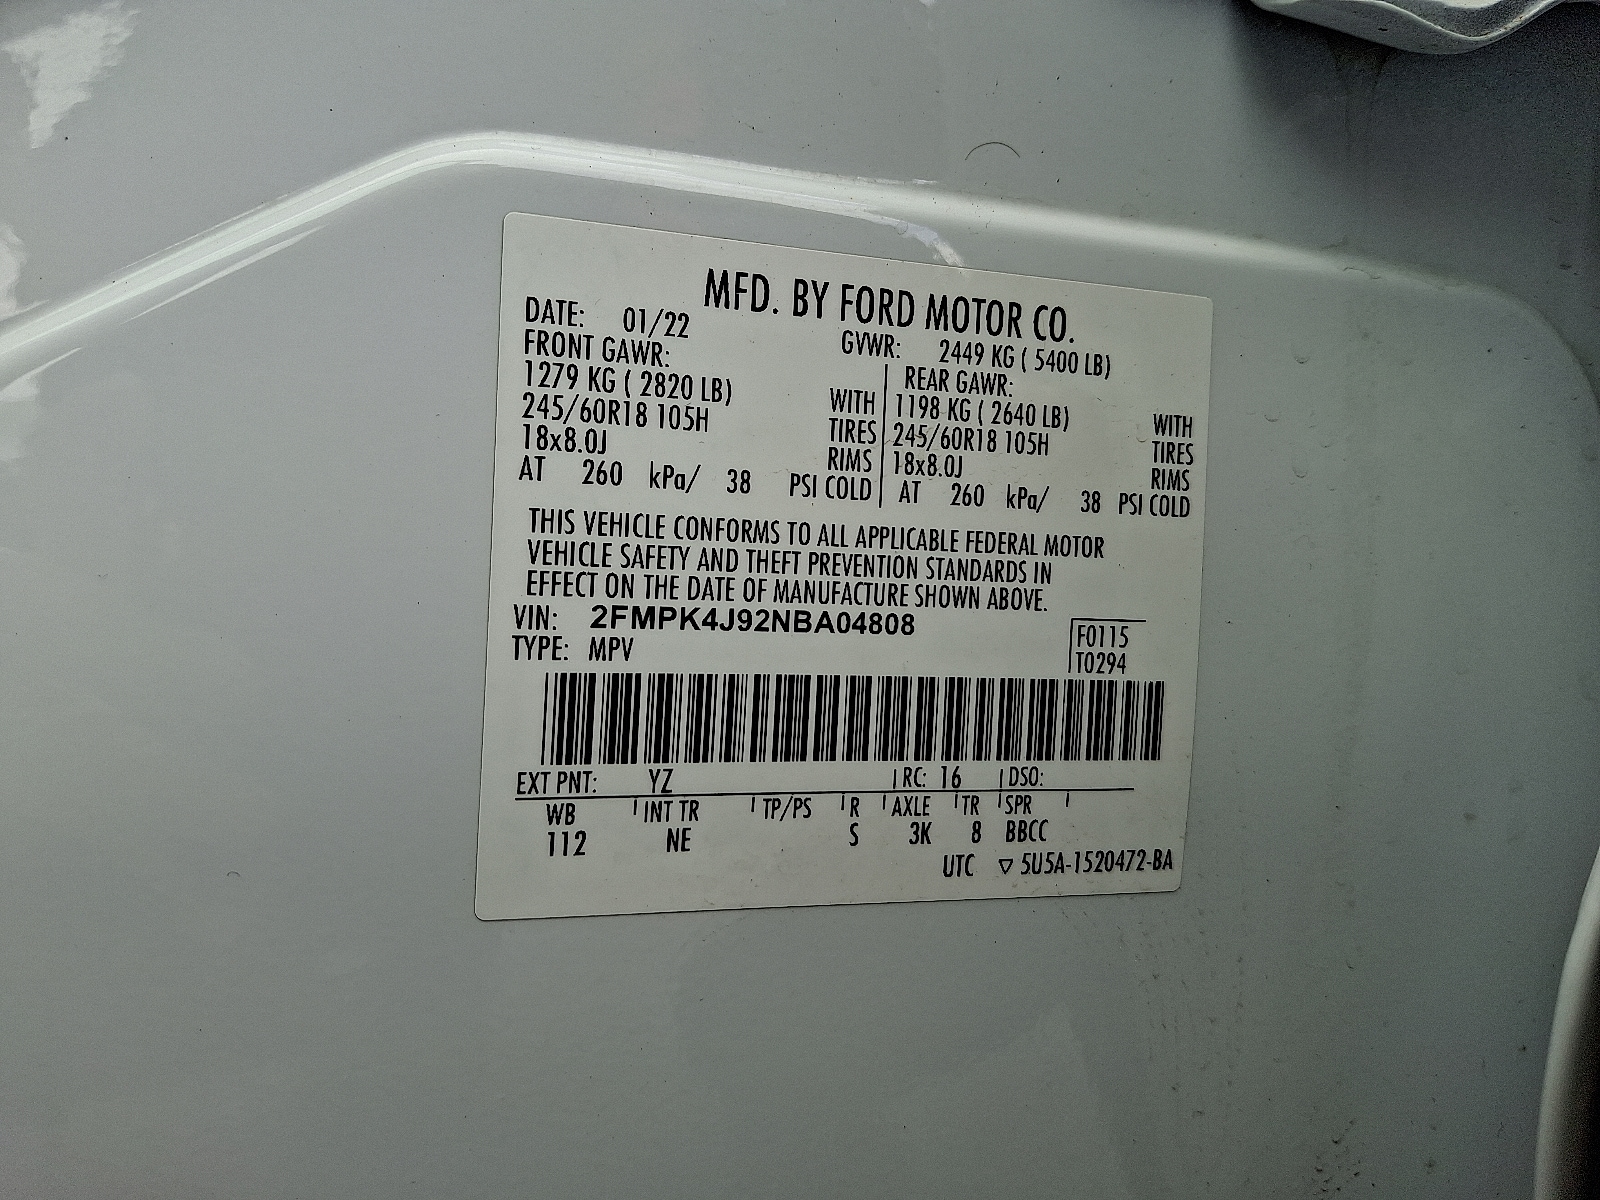 MFD. BY FORD MOTOR CO.
DATE: 01/22 GVWR: 2449 KG ( 5400 LB)
FRONT GAWR: REAR GAWR:
1279 KG ( 2820 LB) WITH 1198 KG ( 2640 LB) WITH
245/60R18 105H TIRES 245/60R18 105H TIRES
18x8.0J RIMS 18x8.0J RIMS
AT 260 kPa/ 38 PSI COLD AT 260 kPa/ 38 PSI COLD
THIS VEHICLE CONFORMS TO ALL APPLICABLE FEDERAL MOTOR
VEHICLE SAFETY AND THEFT PREVENTION STANDARDS IN
EFFECT ON THE DATE OF MANUFACTURE SHOWN ABOVE.
VIN: 2FMPK4J92NBA04808
F0115
TYPE: MPV
T0294
EXT PNT: YZ RC: 16 DSO:
WB INT TR TP/PS R AXLE TR SPR
112 NE S 3K 8 BBCC
UTC ▽ 5U5A-1520472-BA